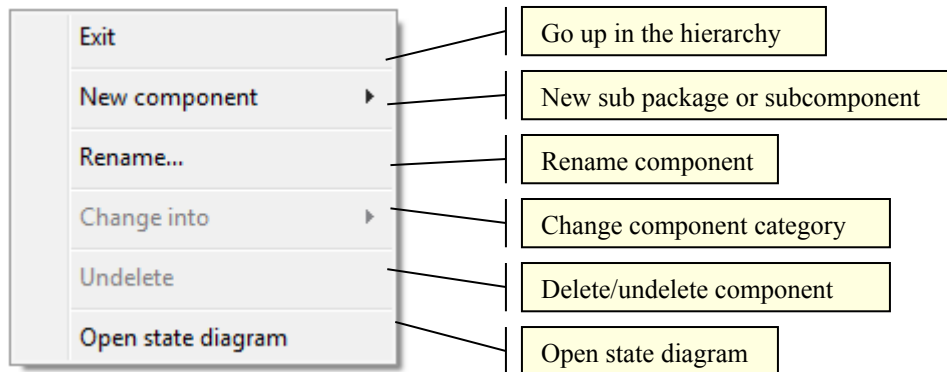 Exit
Go up in the hierarchy
New component
New sub package or subcomponent
Rename...
Rename component
Change into
Change component category
Undelete
Delete/undelete component
Open state diagram
Open state diagram